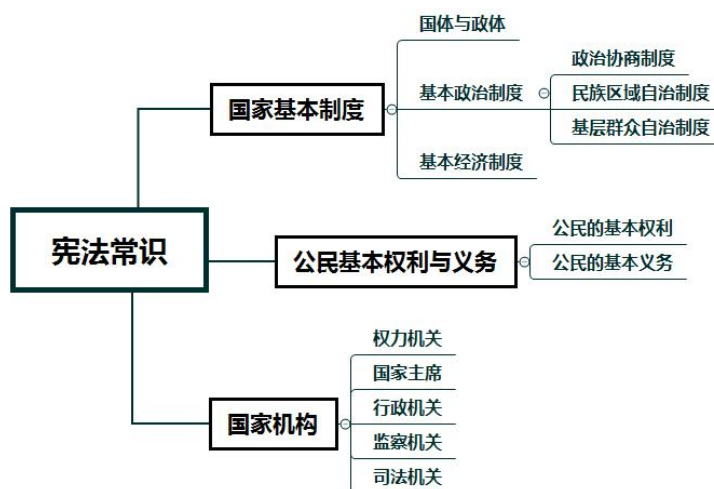 宪法常识
国家基本制度
国体与政体
基本政治制度
政治协商制度
民族区域自治制度
基层群众自治制度
基本经济制度
公民基本权利与义务
公民的基本权利
公民的基本义务
国家机构
权力机关
国家主席
行政机关
监察机关
司法机关